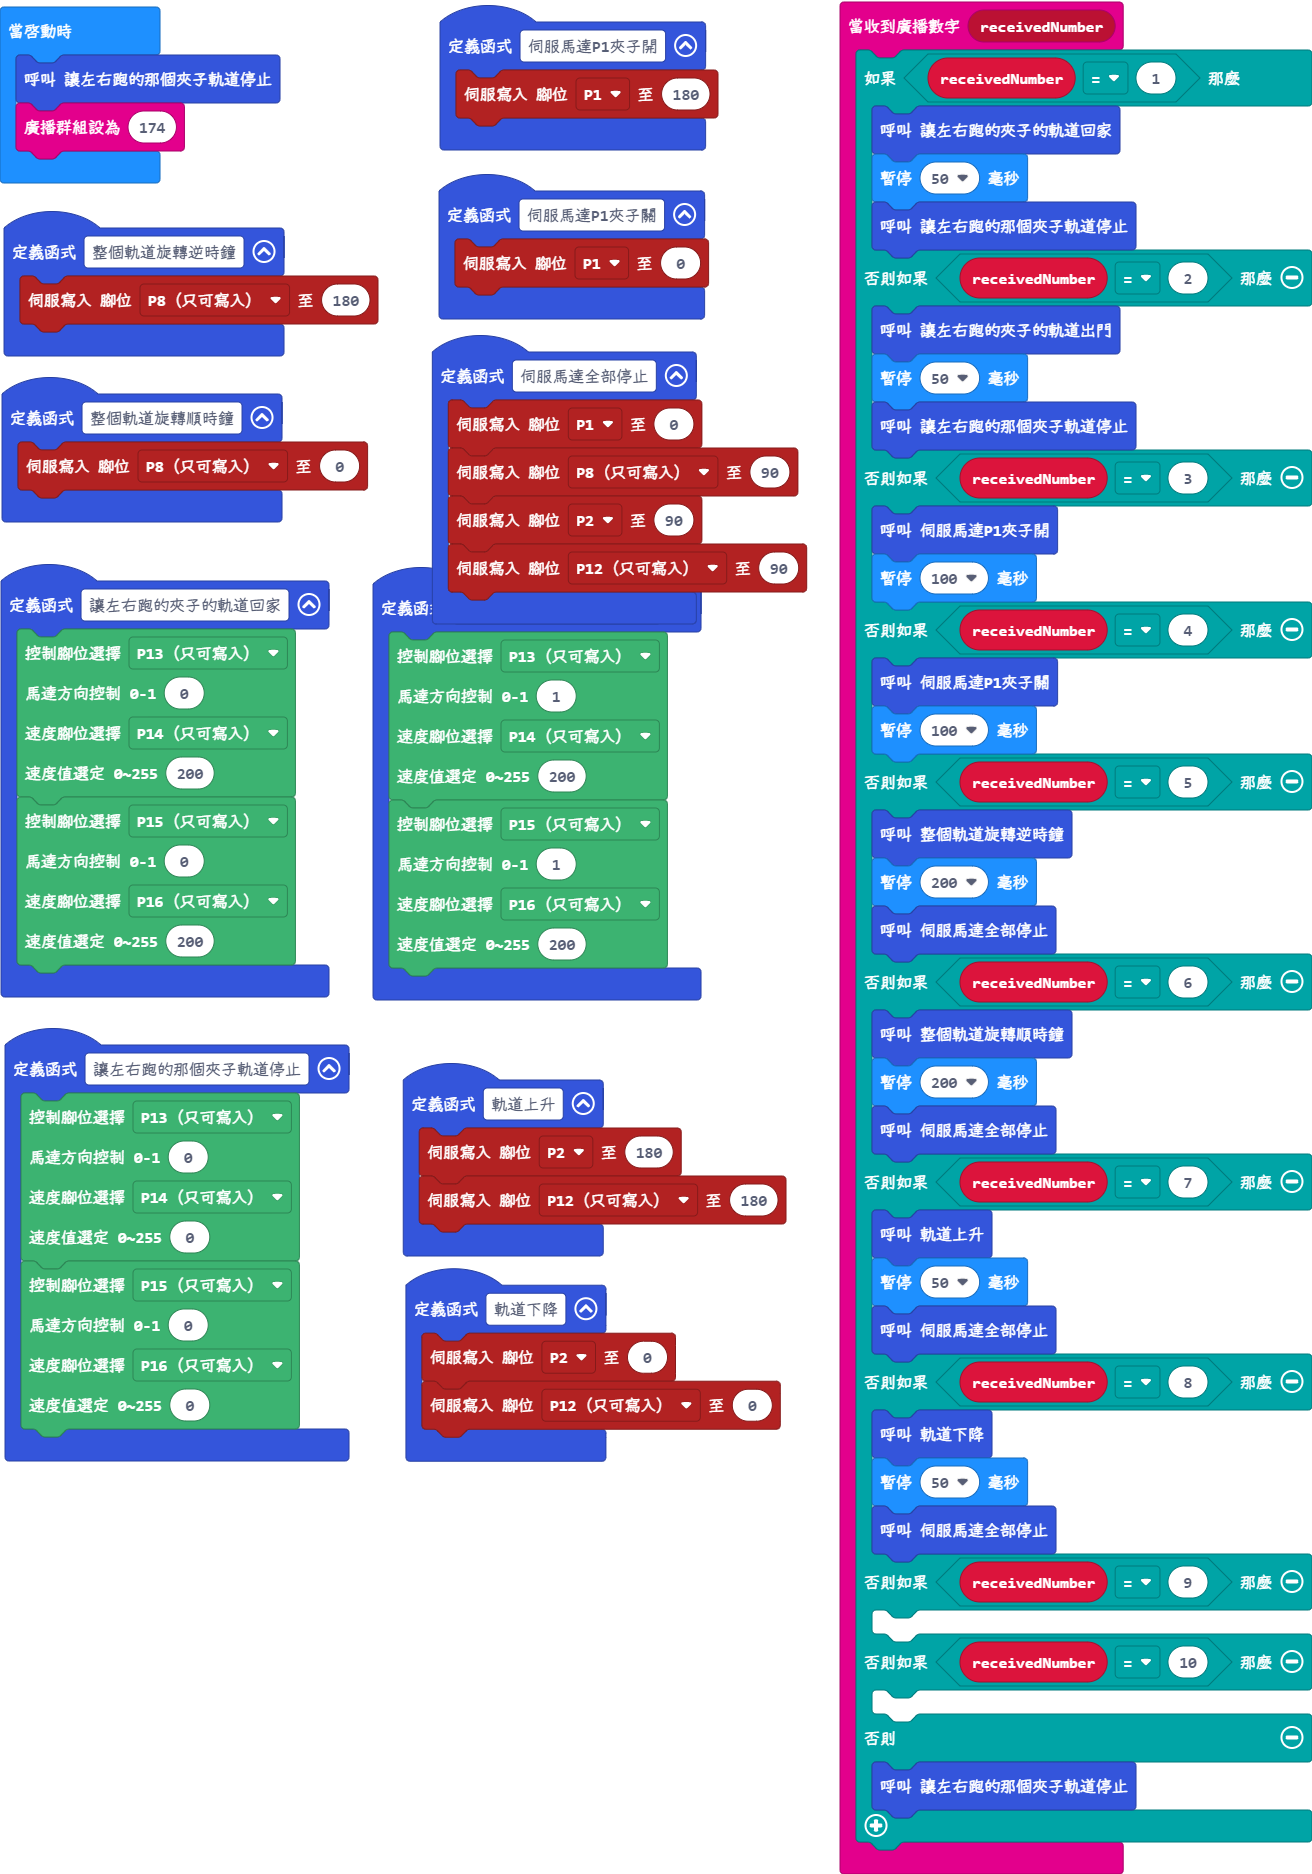 當啓動時
呼叫 讓左右跑的那個夾子軌道停止
廣播群組設為 174
定義函式 整個軌道旋轉逆時鐘
伺服寫入 腳位 P8 (只可寫入) 至 180
定義函式 整個軌道旋轉順時鐘
伺服寫入 腳位 P8 (只可寫入) 至 0
定義函式 讓左右跑的夾子的軌道回家
控制腳位選擇 P13 (只可寫入)
馬達方向控制 0-1 0
速度腳位選擇 P14 (只可寫入)
速度值選定 0~255 200
控制腳位選擇 P15 (只可寫入)
馬達方向控制 0-1 0
速度腳位選擇 P16 (只可寫入)
速度值選定 0~255 200
定義函式 讓左右跑的那個夾子軌道停止
控制腳位選擇 P13 (只可寫入)
馬達方向控制 0-1 0
速度腳位選擇 P14 (只可寫入)
速度值選定 0~255 0
控制腳位選擇 P15 (只可寫入)
馬達方向控制 0-1 0
速度腳位選擇 P16 (只可寫入)
速度值選定 0~255 0
定義函式 伺服馬達P1夾子開
伺服寫入 腳位 P1 至 180
定義函式 伺服馬達P1夾子關
伺服寫入 腳位 P1 至 0
定義函式 伺服馬達全部停止
伺服寫入 腳位 P1 至 0
伺服寫入 腳位 P8 (只可寫入) 至 90
伺服寫入 腳位 P2 至 90
伺服寫入 腳位 P12 (只可寫入) 至 90
定義函
控制腳位選擇 P13 (只可寫入)
馬達方向控制 0-1 1
速度腳位選擇 P14 (只可寫入)
速度值選定 0~255 200
控制腳位選擇 P15 (只可寫入)
馬達方向控制 0-1 1
速度腳位選擇 P16 (只可寫入)
速度值選定 0~255 200
定義函式 軌道上升
伺服寫入 腳位 P2 至 180
伺服寫入 腳位 P12 (只可寫入) 至 180
定義函式 軌道下降
伺服寫入 腳位 P2 至 0
伺服寫入 腳位 P12 (只可寫入) 至 0
當收到廣播數字 receivedNumber
如果 receivedNumber = 1 那麼
呼叫 讓左右跑的夾子的軌道回家
暫停 50 毫秒
呼叫 讓左右跑的那個夾子軌道停止
否則如果 receivedNumber = 2 那麼
呼叫 讓左右跑的夾子的軌道出門
暫停 50 毫秒
呼叫 讓左右跑的那個夾子軌道停止
否則如果 receivedNumber = 3 那麼
呼叫 伺服馬達P1夾子開
暫停 100 毫秒
否則如果 receivedNumber = 4 那麼
呼叫 伺服馬達P1夾子關
暫停 100 毫秒
否則如果 receivedNumber = 5 那麼
呼叫 整個軌道旋轉逆時鐘
暫停 200 毫秒
呼叫 伺服馬達全部停止
否則如果 receivedNumber = 6 那麼
呼叫 整個軌道旋轉順時鐘
暫停 200 毫秒
呼叫 伺服馬達全部停止
否則如果 receivedNumber = 7 那麼
呼叫 軌道上升
暫停 50 毫秒
呼叫 伺服馬達全部停止
否則如果 receivedNumber = 8 那麼
呼叫 軌道下降
暫停 50 毫秒
呼叫 伺服馬達全部停止
否則如果 receivedNumber = 9 那麼
否則如果 receivedNumber = 10 那麼
否則
呼叫 讓左右跑的那個夾子軌道停止